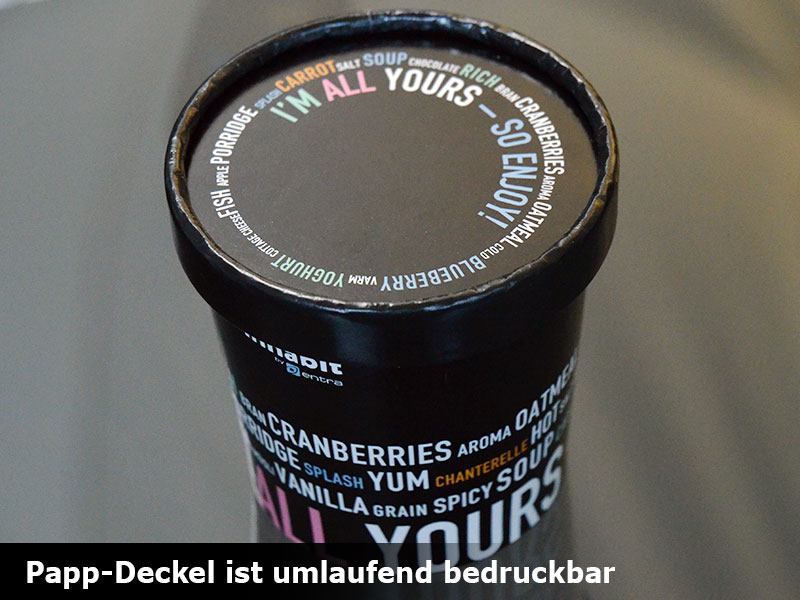 SPLASH CARROT SALT SOUP CHOCOLATE RICH BRAN CRANBERRIES AROMA OATMEAL COLD BLUEBERRY VARM YOGHURT COTTAGE CHEESE FISH APPLE PORRIDGE
I'M ALL YOURS – SO ENJOY!
by entra
BRAN CRANBERRIES AROMA OATMEAL
SPLASH YUM CHANTERELLE HOT
VANILLA GRAIN SPICY SOUP
ALL YOURS
Papp-Deckel ist umlaufend bedruckbar